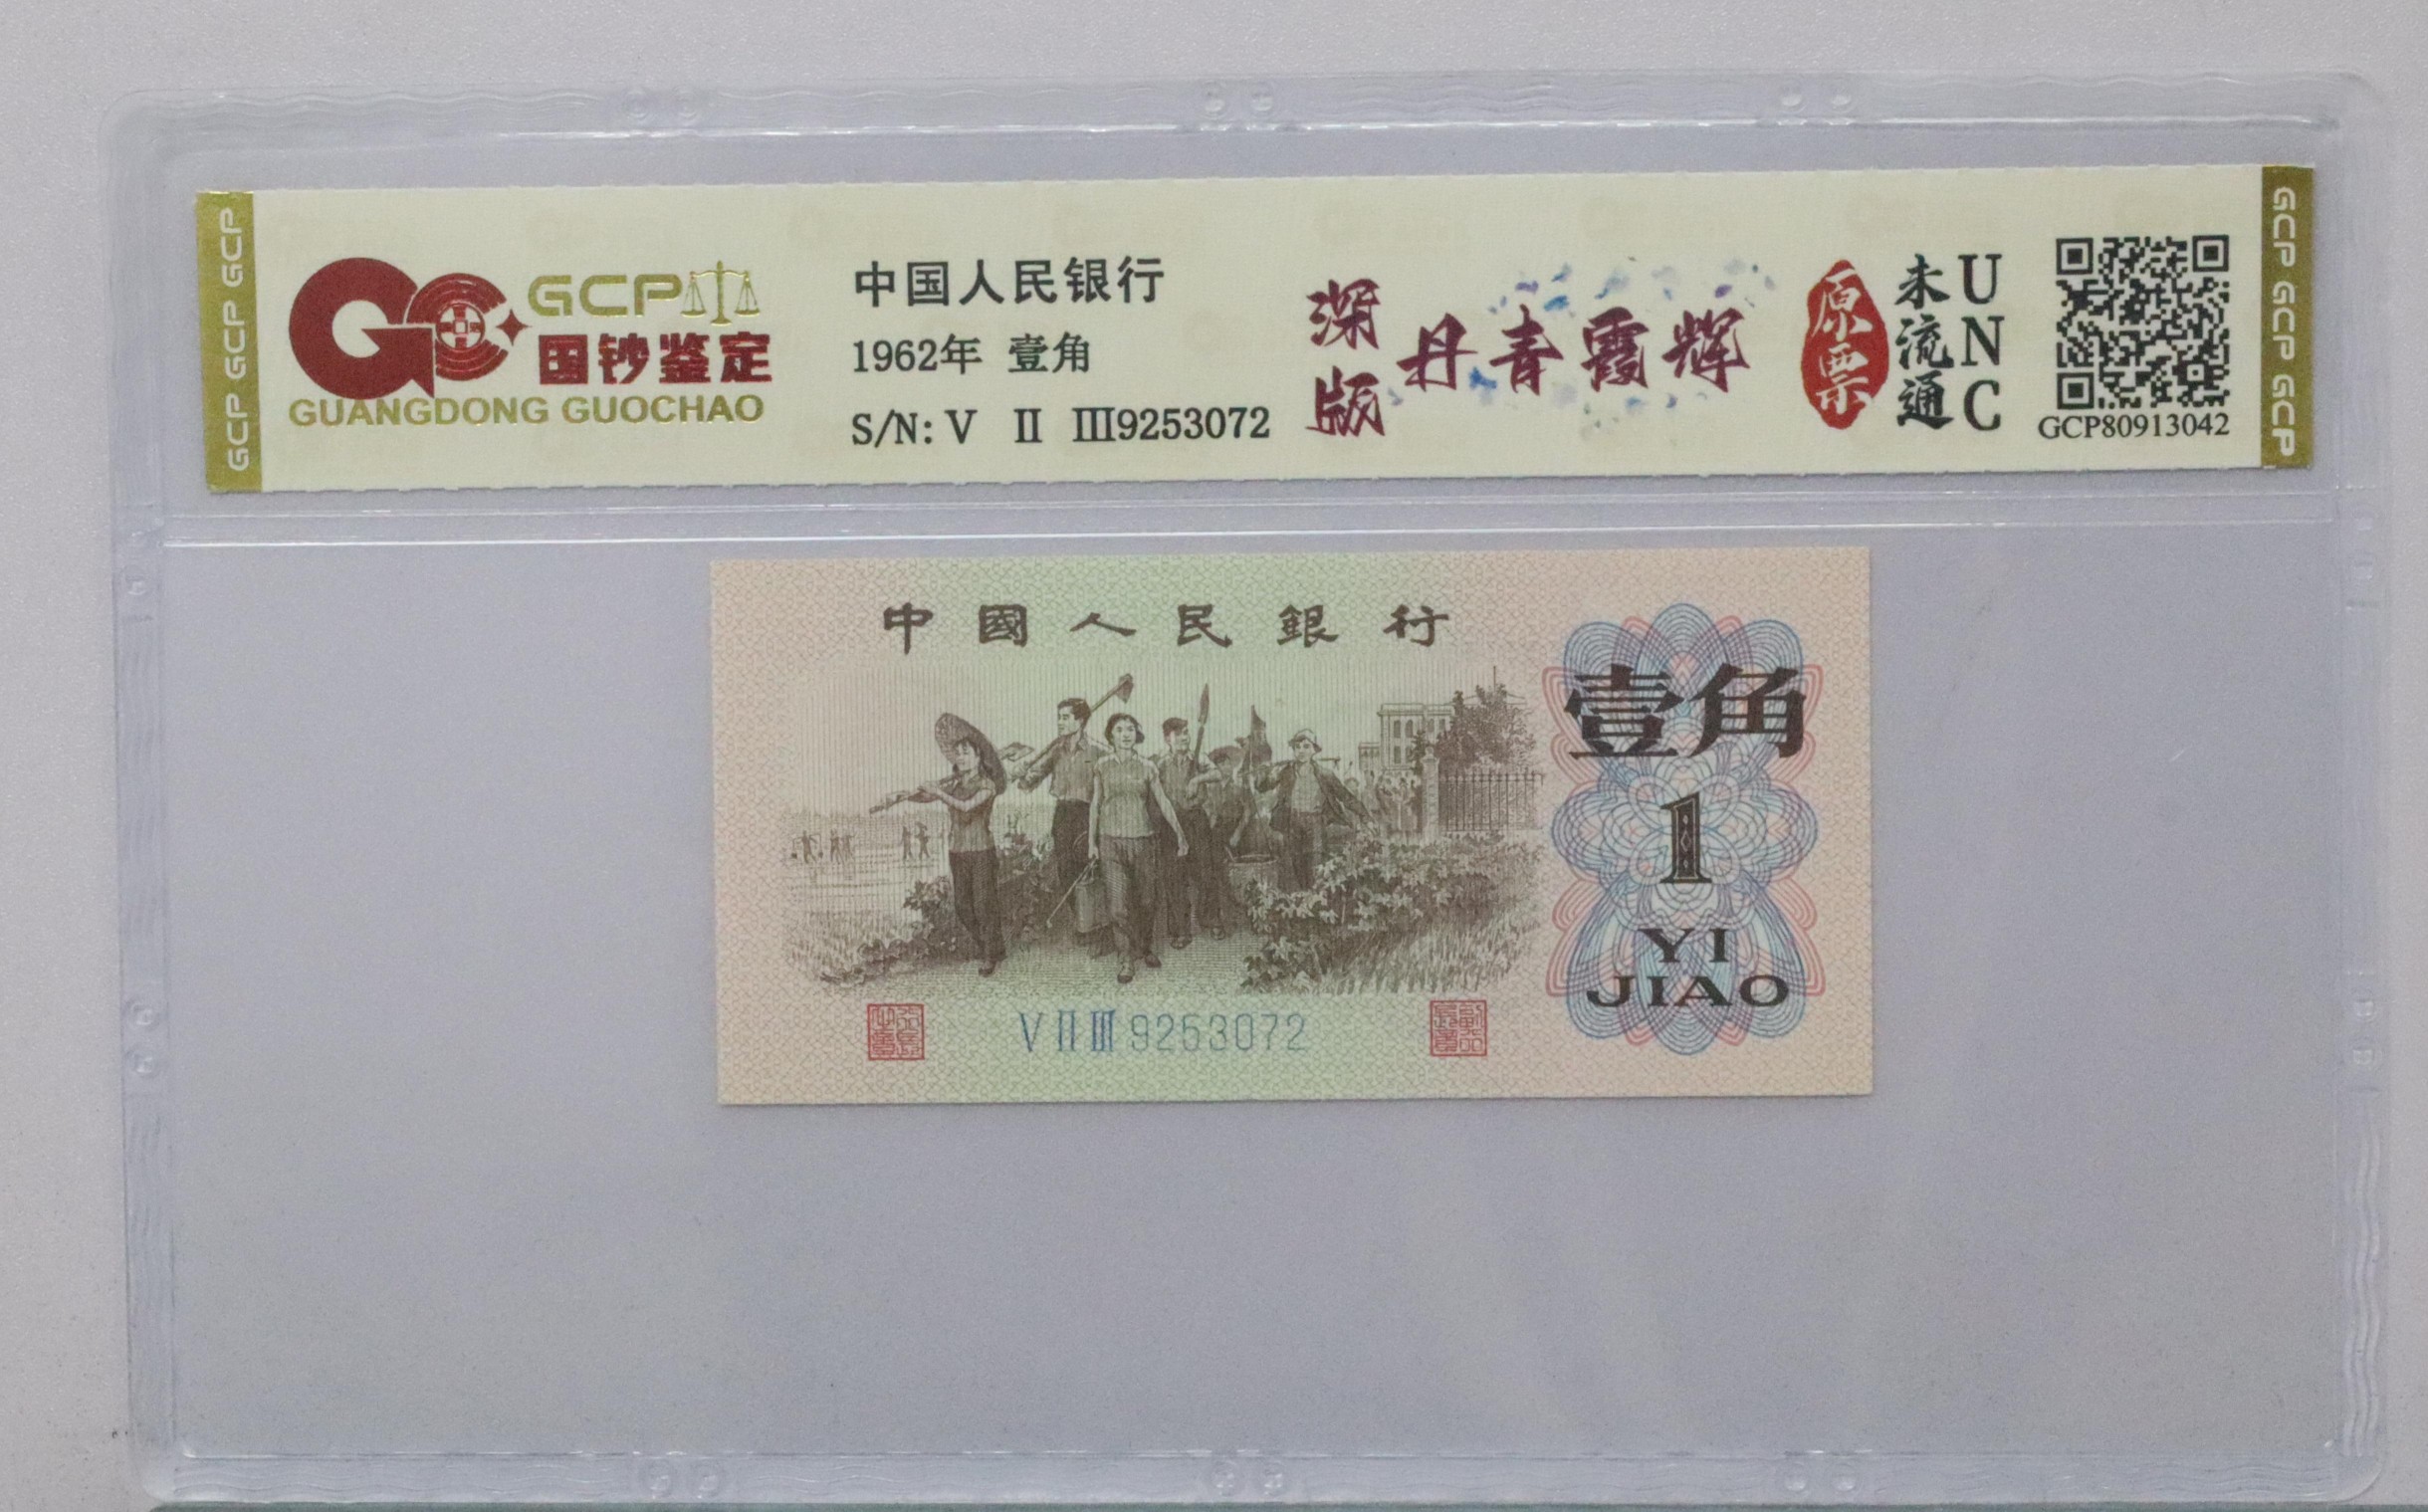 GCP GCP GCP
GCP
国钞鉴定
GUANGDONG GUOCHAO
中国人民银行
1962年 壹角
S/N: V Ⅱ Ⅲ9253072
深版
丹青霞辉
原票
未流通
UNC
GCP80913042
GCP GCP GCP
中國人民銀行
壹角
1
YI
JIAO
V Ⅱ Ⅲ 9253072